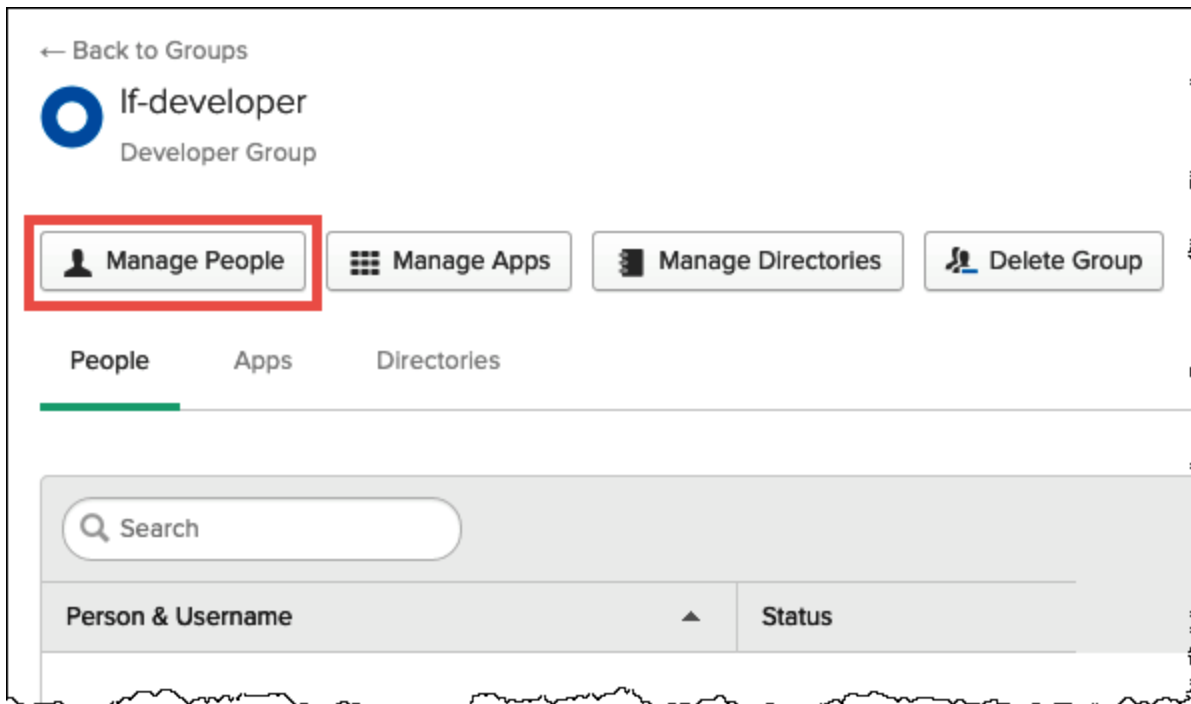 ← Back to Groups
lf-developer
Developer Group
Manage People Manage Apps Manage Directories Delete Group
People Apps Directories
Search
Person & Username Status